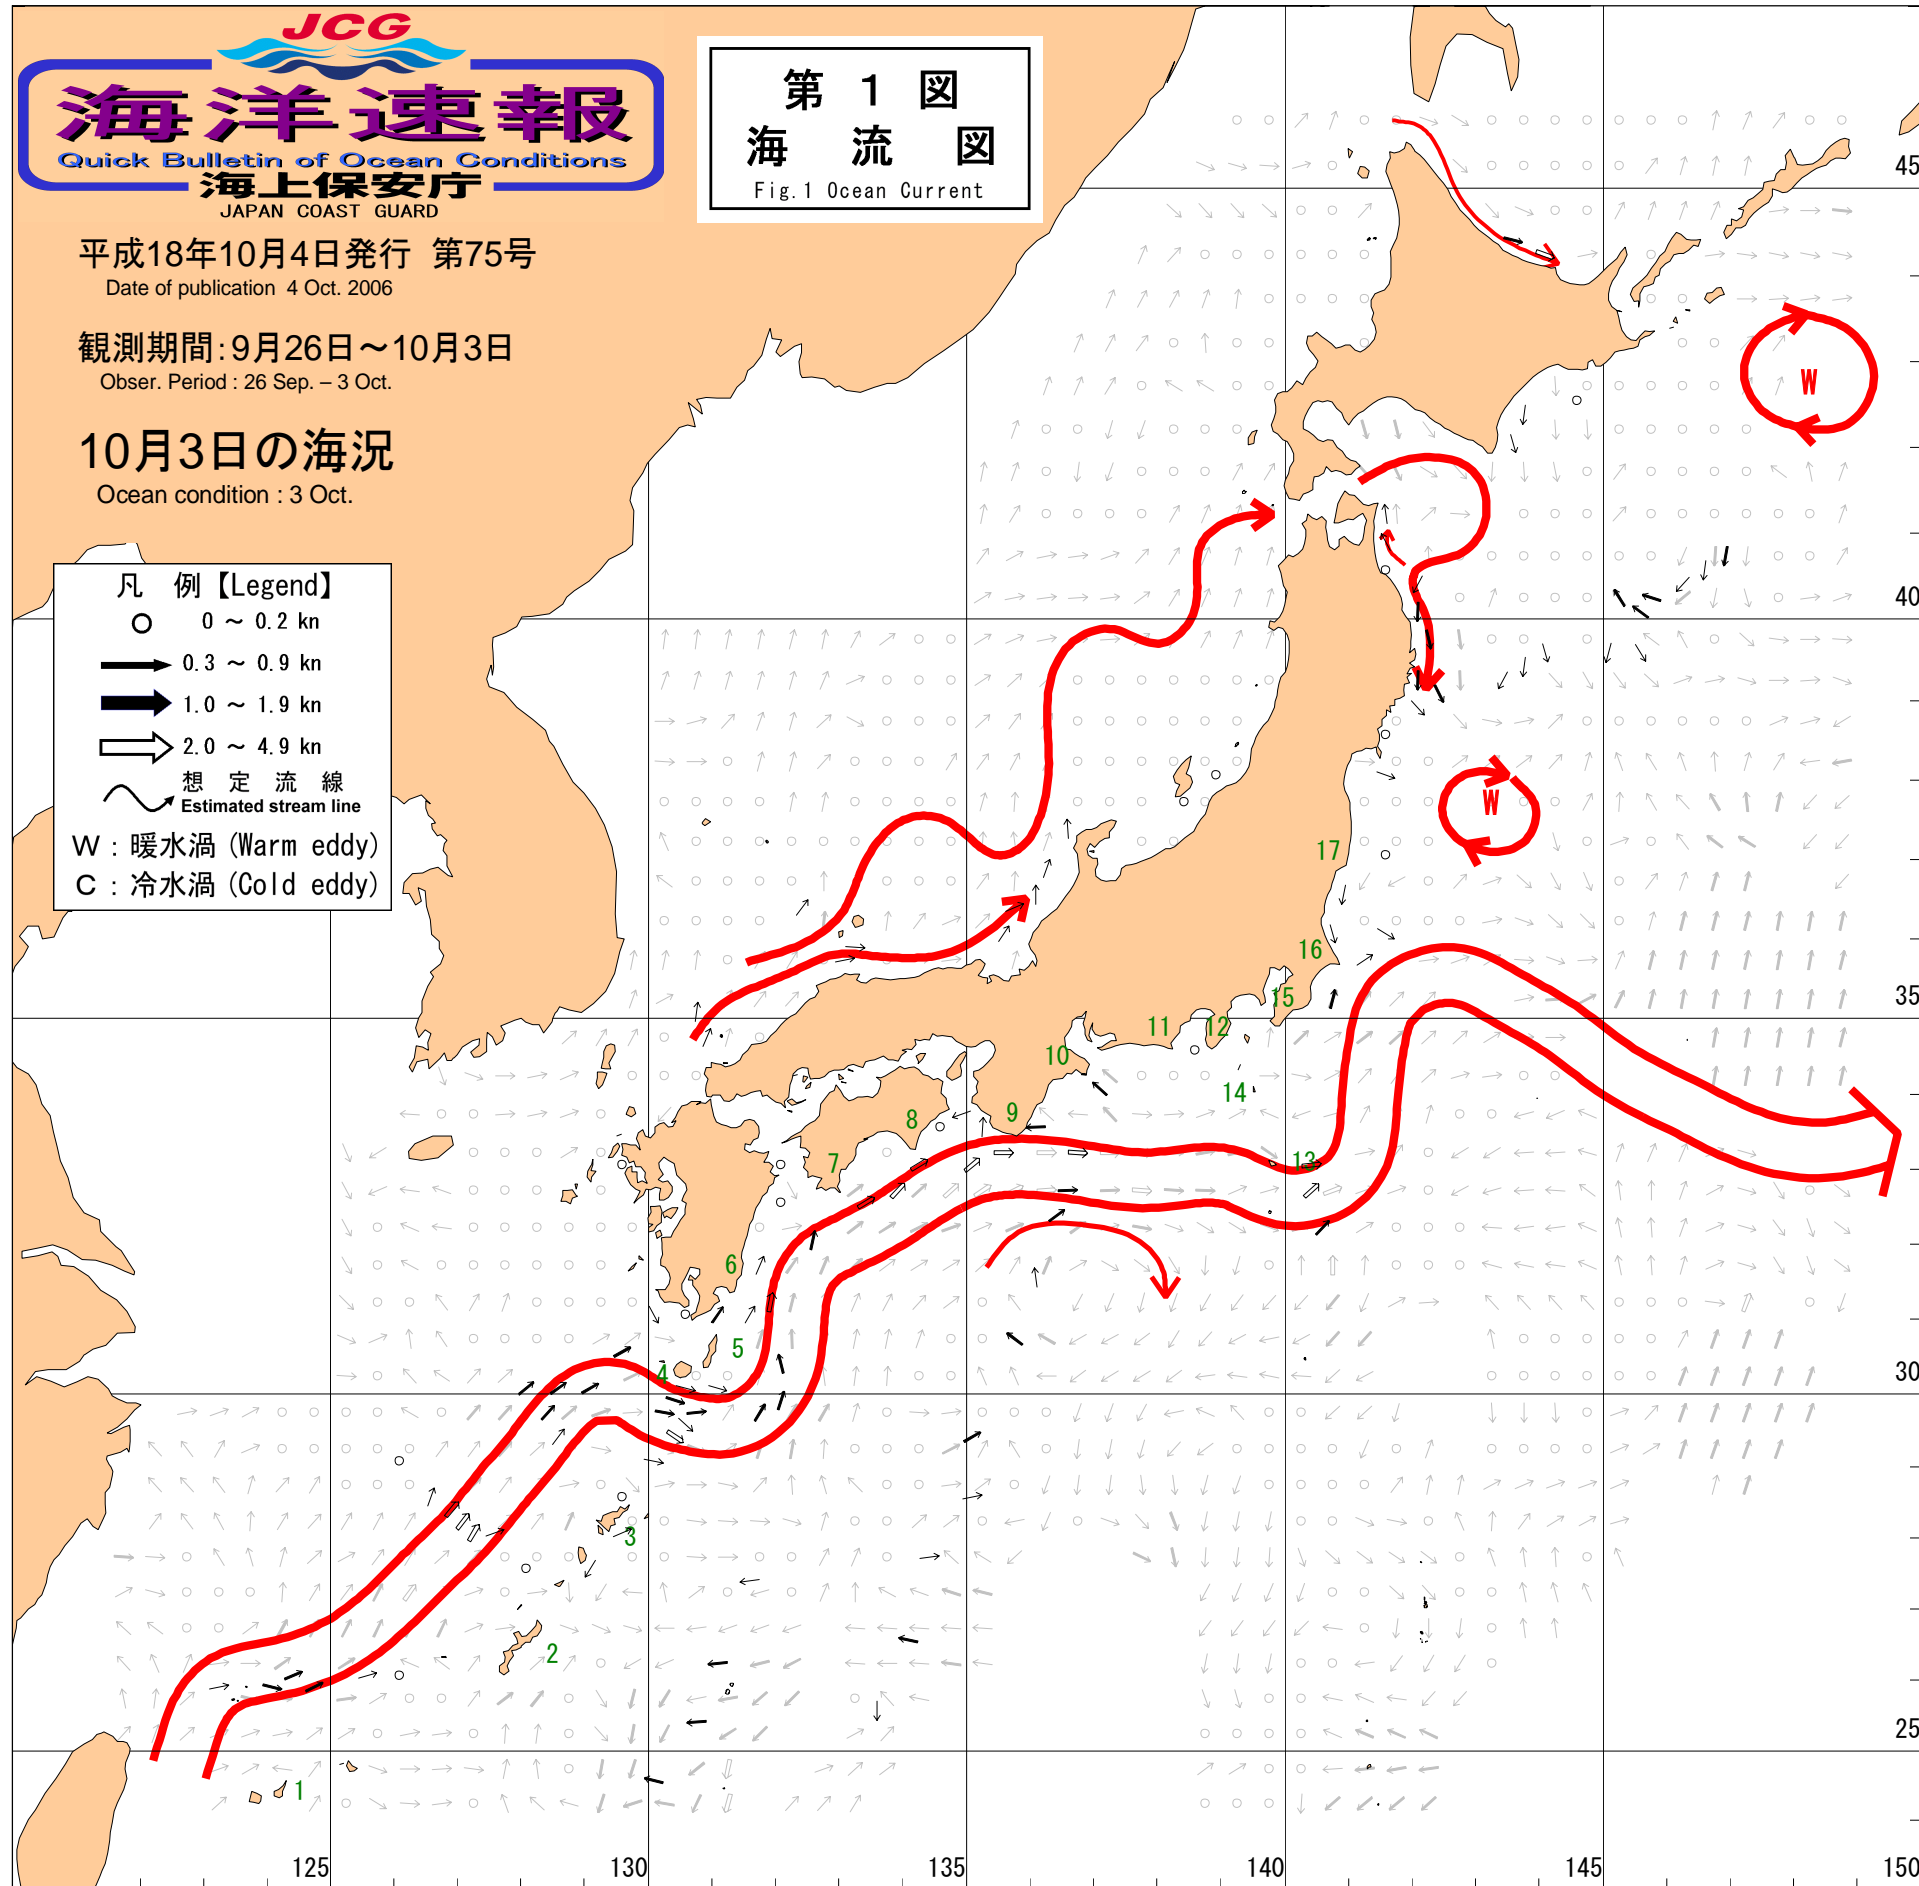 JCG
海洋速報
Quick Bulletin of Ocean Conditions
海上保安庁
JAPAN COAST GUARD
平成18年10月4日発行 第75号
Date of publication 4 Oct. 2006
観測期間:9月26日~10月3日
Obser. Period : 26 Sep. – 3 Oct.
10月3日の海況
Ocean condition : 3 Oct.
第 1 図
海 流 図
Fig.1 Ocean Current
凡 例【Legend】
0 ~ 0.2 kn
0.3 ~ 0.9 kn
1.0 ~ 1.9 kn
2.0 ~ 4.9 kn
想 定 流 線
Estimated stream line
W : 暖水渦 (Warm eddy)
C : 冷水渦 (Cold eddy)
45
W
40
W
17
16
35
15
12
11
10
14
9
8
13
7
6
5
4
30
3
2
25
1
125
130
135
140
145
150